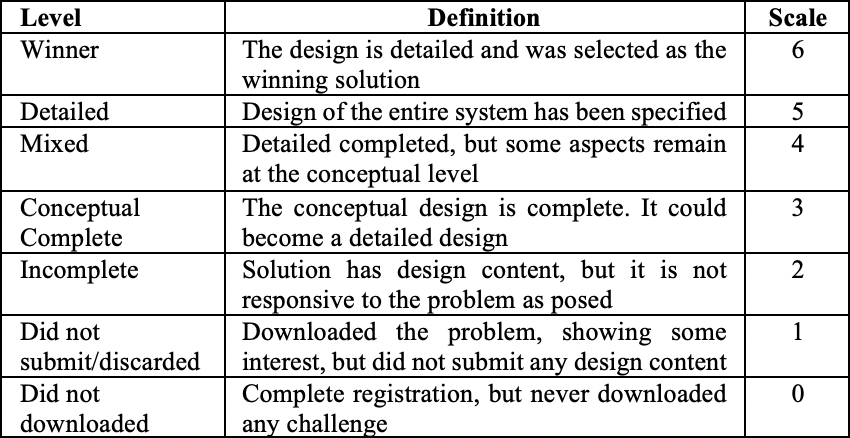 Level Definition Scale
Winner The design is detailed and was selected as the 6
winning solution
Detailed Design of the entire system has been specified 5
Mixed Detailed completed, but some aspects remain 4
at the conceptual level
Conceptual The conceptual design is complete. It could 3
Complete become a detailed design
Incomplete Solution has design content, but it is not 2
responsive to the problem as posed
Did not Downloaded the problem, showing some 1
submit/discarded interest, but did not submit any design content
Did not Complete registration, but never downloaded 0
downloaded any challenge